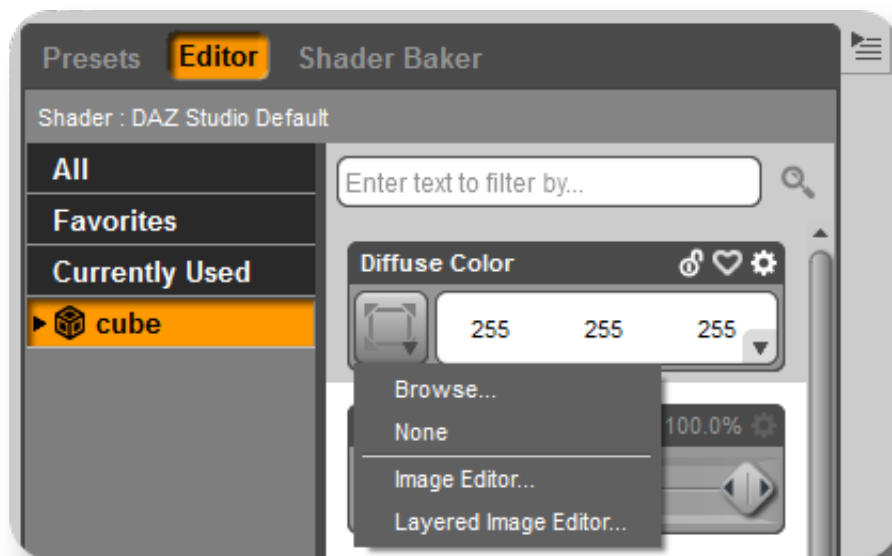 Presets Editor Shader Baker
Shader : DAZ Studio Default
All
Favorites
Currently Used
cube
Enter text to filter by...
Diffuse Color
255 255 255
Browse...
None
Image Editor...
Layered Image Editor...
100.0%